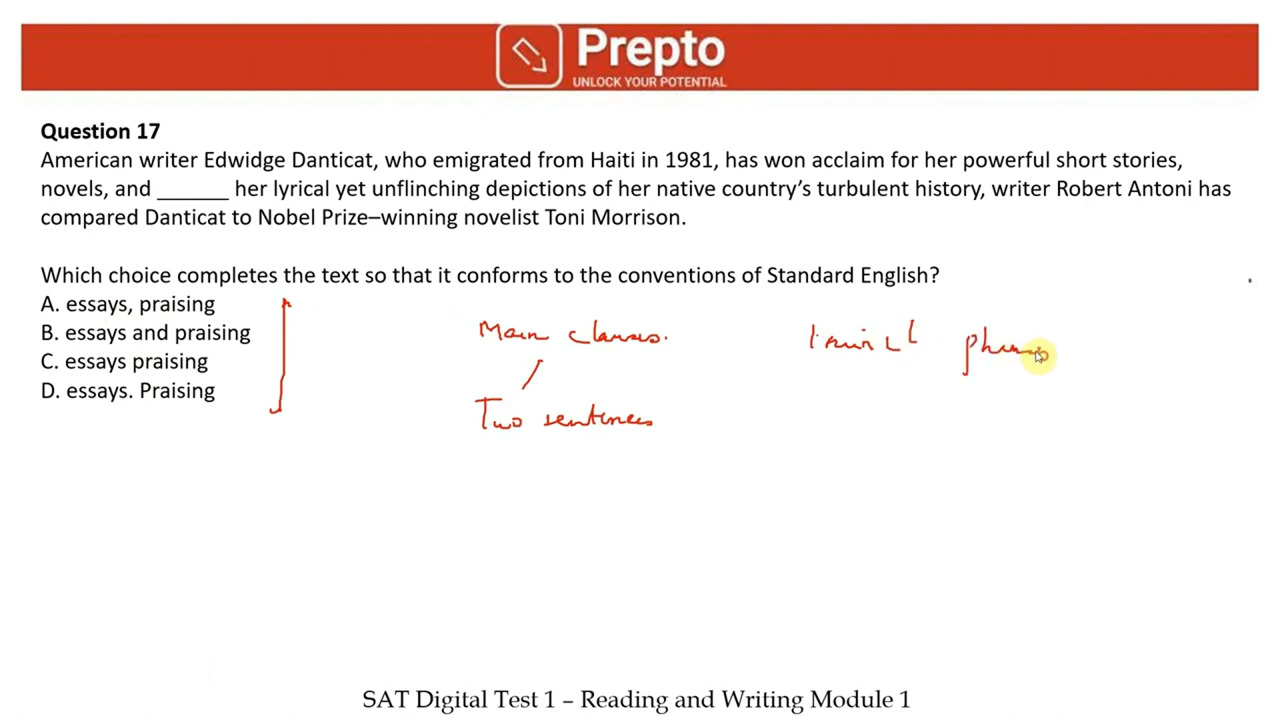 Prepto
UNLOCK YOUR POTENTIAL
Question 17
American writer Edwidge Danticat, who emigrated from Haiti in 1981, has won acclaim for her powerful short stories,
novels, and ______ her lyrical yet unflinching depictions of her native country's turbulent history, writer Robert Antoni has
compared Danticat to Nobel Prize–winning novelist Toni Morrison.
Which choice completes the text so that it conforms to the conventions of Standard English?
A. essays, praising
B. essays and praising
C. essays praising
D. essays. Praising
Main clauses.
Two sentences
SAT Digital Test 1 – Reading and Writing Module 1